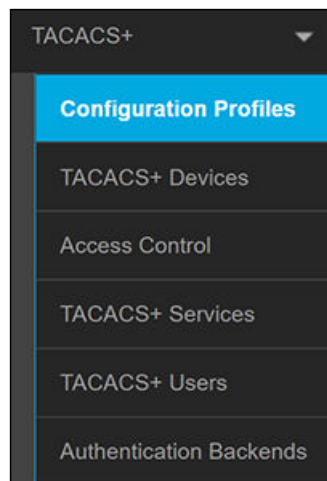 TACACS+
Configuration Profiles
TACACS+ Devices
Access Control
TACACS+ Services
TACACS+ Users
Authentication Backends